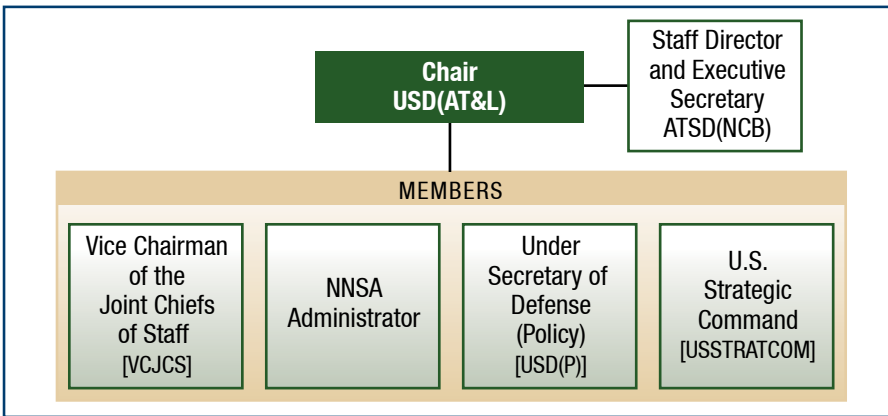 Chair
USD(AT&L)
Staff Director
and Executive
Secretary
ATSD(NCB)
MEMBERS
Vice Chairman
of the
Joint Chiefs
of Staff
[VCJCS]
NNSA
Administrator
Under
Secretary of
Defense
(Policy)
[USD(P)]
U.S.
Strategic
Command
[USSTRATCOM]